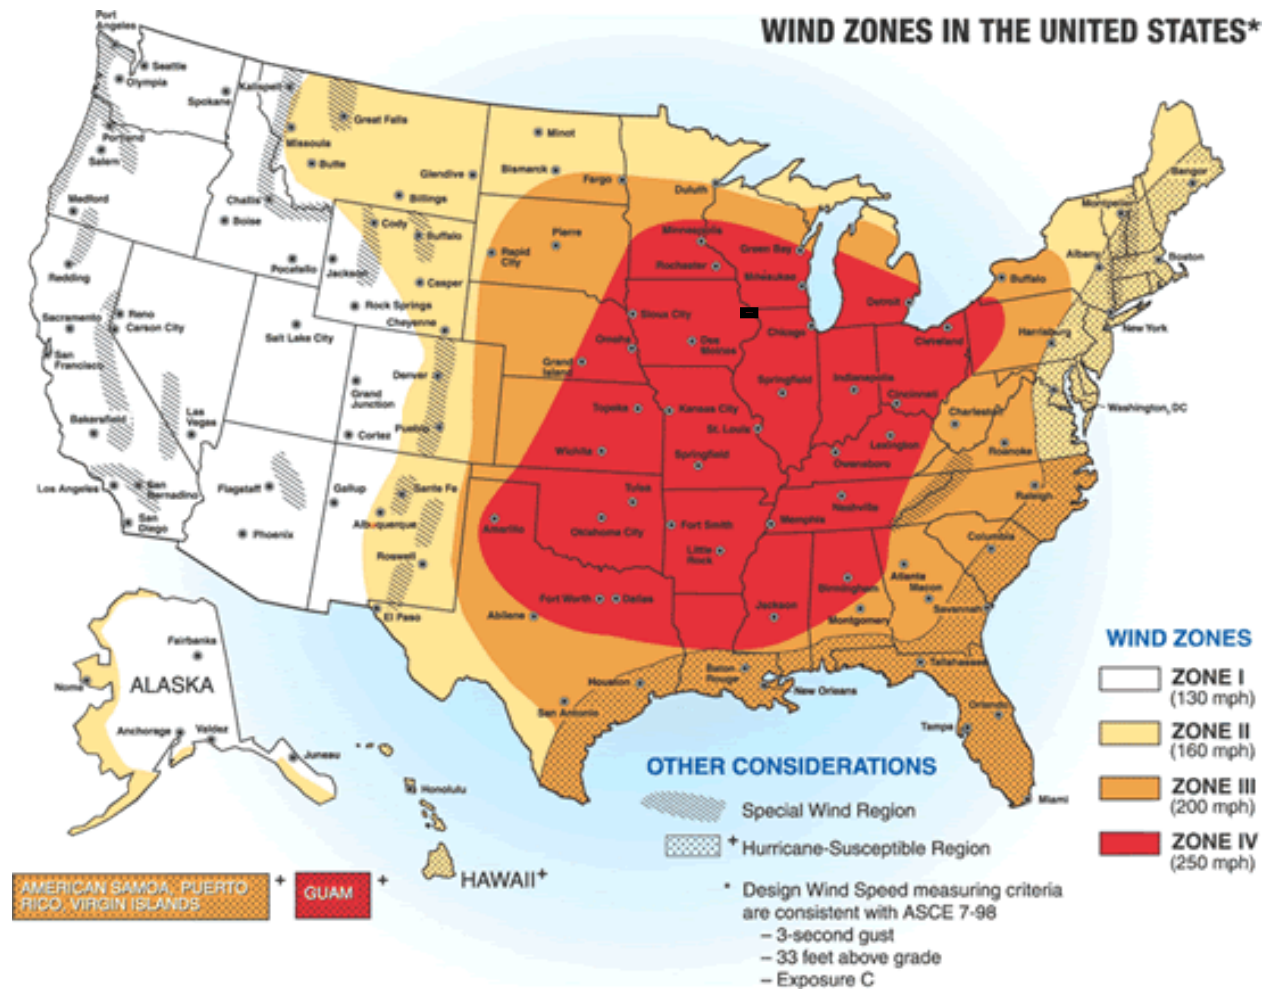 WIND ZONES IN THE UNITED STATES*
Port
Angeles
Seattle
Olympia
Spokane
Kalispell
Great Falls
Minot
Portland
Missoula
Salem
Butte
Glendive
Bismarck
Fargo
Duluth
Bangor
Medford
Challis
Billings
Montpelier
Boise
Cody
Buffalo
Pierre
Minneapolis
Green Bay
Albany
Boston
Redding
Pocatello
Jackson
Rapid
City
Rochester
Milwaukee
Buffalo
Casper
Detroit
Sacramento
Reno
Carson City
Rock Springs
Cheyenne
Sioux City
Chicago
Cleveland
Harrisburg
New York
San
Francisco
Salt Lake City
Omaha
Des
Moines
Grand
Island
Denver
Grand
Junction
Springfield
Indianapolis
Cincinnati
Washington, DC
Bakersfield
Las
Vegas
Cortez
Pueblo
Topeka
Kansas City
St. Louis
Charleston
Wichita
Springfield
Lexington
Owensboro
Roanoke
Los Angeles
San
Bernadino
Flagstaff
Gallup
Sante Fe
Tulsa
Nashville
Raleigh
San
Diego
Phoenix
Albuquerque
Amarillo
Oklahoma City
Fort Smith
Memphis
Columbia
Roswell
Little
Rock
Birmingham
Atlanta
Macon
El Paso
Abilene
Fort Worth
Dallas
Jackson
Montgomery
Savannah
Fairbanks
WIND ZONES
Nome
ALASKA
Houston
Baton
Rouge
New Orleans
Tallahassee
ZONE I
(130 mph)
Anchorage
Valdez
Juneau
San Antonio
Orlando
Tampa
ZONE II
(160 mph)
Honolulu
OTHER CONSIDERATIONS
Miami
ZONE III
(200 mph)
Special Wind Region
ZONE IV
(250 mph)
+ Hurricane-Susceptible Region
AMERICAN SAMOA, PUERTO
RICO, VIRGIN ISLANDS
+
GUAM
+
HAWAII+
* Design Wind Speed measuring criteria
are consistent with ASCE 7-98
– 3-second gust
– 33 feet above grade
– Exposure C